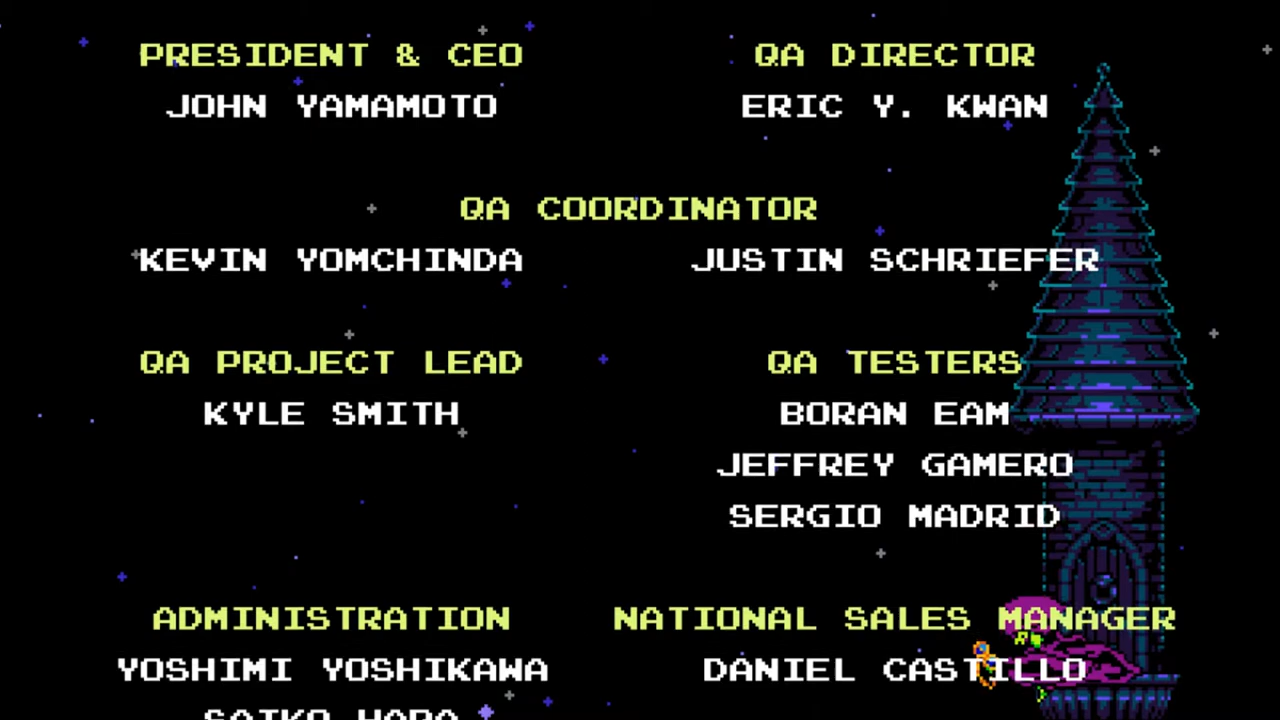 PRESIDENT & CEO
JOHN YAMAMOTO
QA DIRECTOR
ERIC Y. KWAN
QA COORDINATOR
KEVIN YOMCHINDA
JUSTIN SCHRIEFER
QA PROJECT LEAD
KYLE SMITH
QA TESTERS
BORAN EAM
JEFFREY GAMERO
SERGIO MADRID
ADMINISTRATION
YOSHIMI YOSHIKAWA
NATIONAL SALES MANAGER
DANIEL CASTILLO